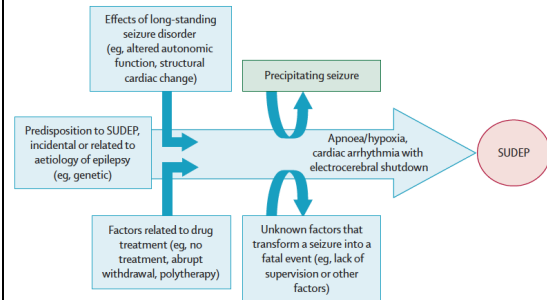 Effects of long-standing
seizure disorder
(eg, altered autonomic
function, structural
cardiac change)
Precipitating seizure
Predisposition to SUDEP,
incidental or related to
aetiology of epilepsy
(eg, genetic)
Apnoea/hypoxia,
cardiac arrhythmia with
electrocerebral shutdown
SUDEP
Factors related to drug
treatment (eg, no
treatment, abrupt
withdrawal, polytherapy)
Unknown factors that
transform a seizure into a
fatal event (eg, lack of
supervision or other
factors)